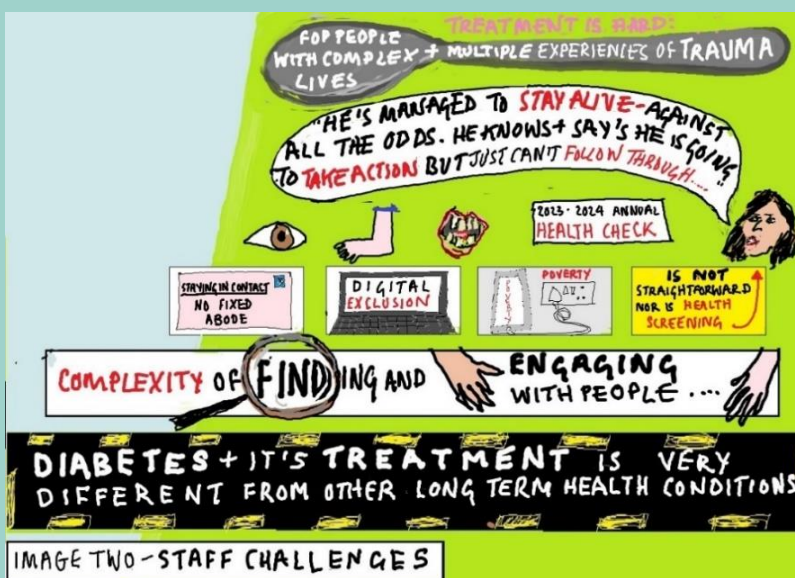 TREATMENT IS HARD:
FOP PEOPLE
WITH COMPLEX + MULTIPLE EXPERIENCES OF TRAUMA
LIVES
"HE'S MANAGED TO STAY ALIVE-AGAINST
ALL THE ODDS. HE KNOWS + SAY'S HE IS GOING
TO TAKE ACTION BUT JUST CAN'T FOLLOW THROUGH...."
2023-2024 ANNUAL
HEALTH CHECK
STAYING IN CONTACT
NO FIXED
ABODE
DIGITAL
EXCLUSION
POVERTY
POVERTY
IS NOT
STRAIGHTFORWARD
NOR IS HEALTH
SCREENING
COMPLEXITY OF FINDING AND
ENGAGING
WITH PEOPLE ....
DIABETES + IT'S TREATMENT IS VERY
DIFFERENT FROM OTHER LONG TERM HEALTH CONDITIONS
IMAGE TWO-STAFF CHALLENGES